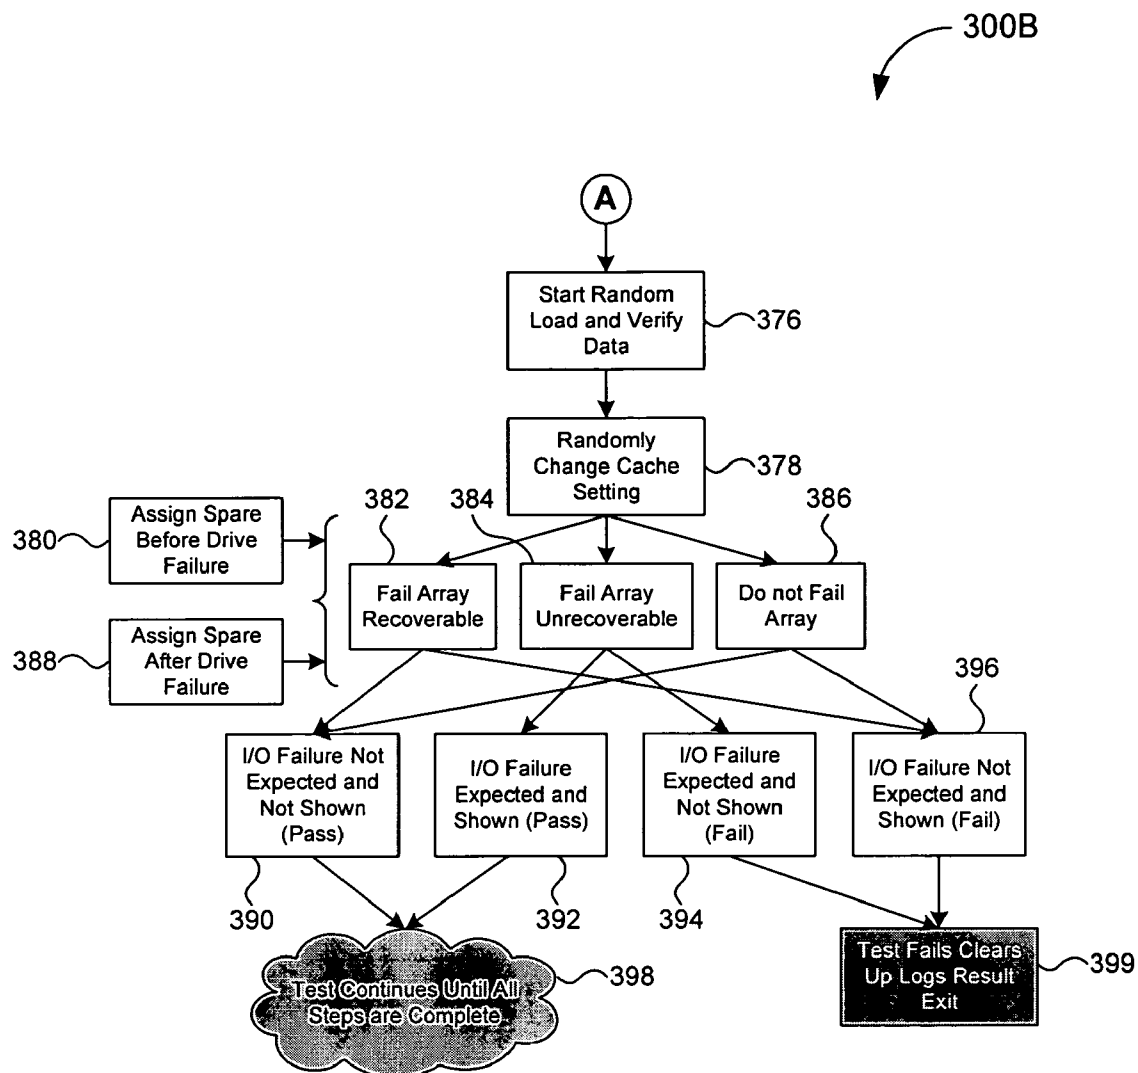 300B
A
Start Random
Load and Verify
Data
376
Randomly
Change Cache
Setting
378
382
384
386
380
Assign Spare
Before Drive
Failure
Fail Array
Recoverable
Fail Array
Unrecoverable
Do not Fail
Array
388
Assign Spare
After Drive
Failure
396
I/O Failure Not
Expected and
Not Shown
(Pass)
I/O Failure
Expected and
Shown (Pass)
I/O Failure
Expected and
Not Shown
(Fail)
I/O Failure Not
Expected and
Shown (Fail)
390
392
394
Test Continues Until All
Steps are Complete
398
Test Fails Clears
Up Logs Result
Exit
399